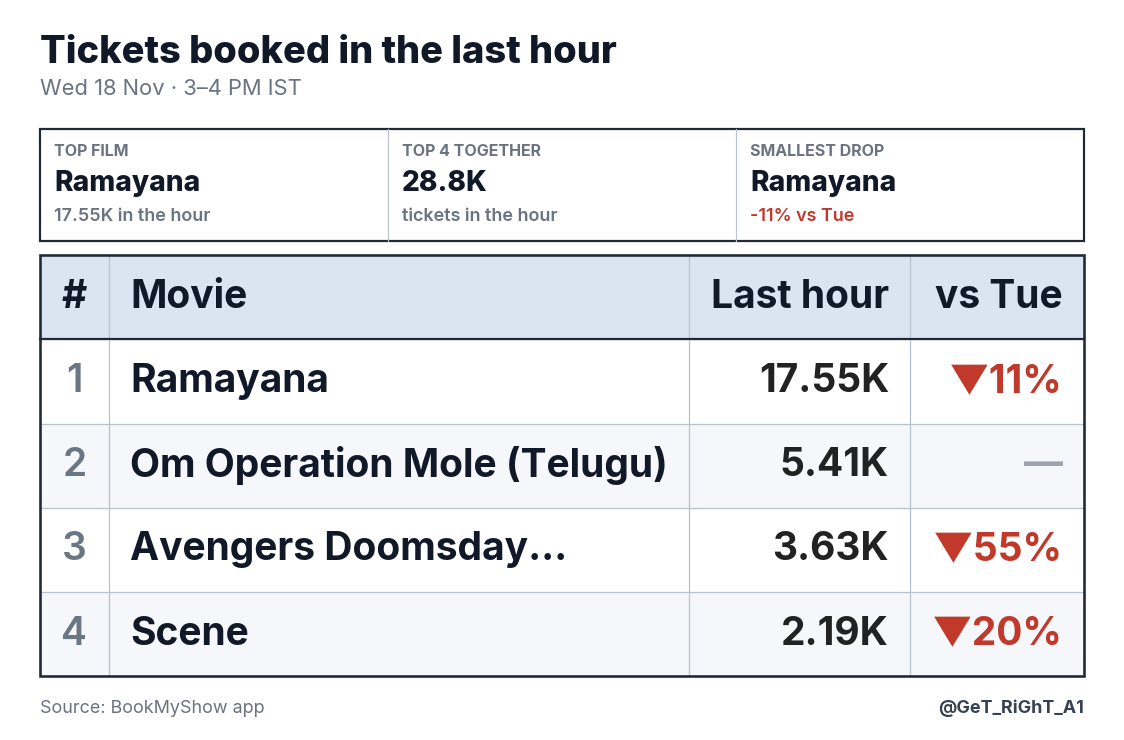 Tickets booked in the last hour
Wed 18 Nov · 3–4 PM IST
TOP FILM
Ramayana
17.55K in the hour
TOP 4 TOGETHER
28.8K
tickets in the hour
SMALLEST DROP
Ramayana
-11% vs Tue
# Movie Last hour vs Tue
1 Ramayana 17.55K ▼11%
2 Om Operation Mole (Telugu) 5.41K —
3 Avengers Doomsday... 3.63K ▼55%
4 Scene 2.19K ▼20%
Source: BookMyShow app
@GeT_RiGhT_A1